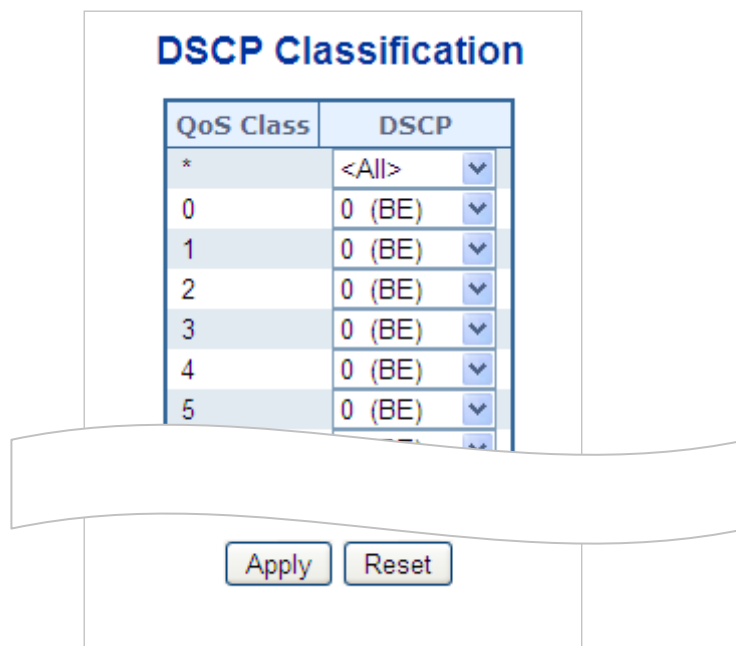 DSCP Classification
QoS Class DSCP
* <All>
0 0 (BE)
1 0 (BE)
2 0 (BE)
3 0 (BE)
4 0 (BE)
5 0 (BE)
Apply Reset